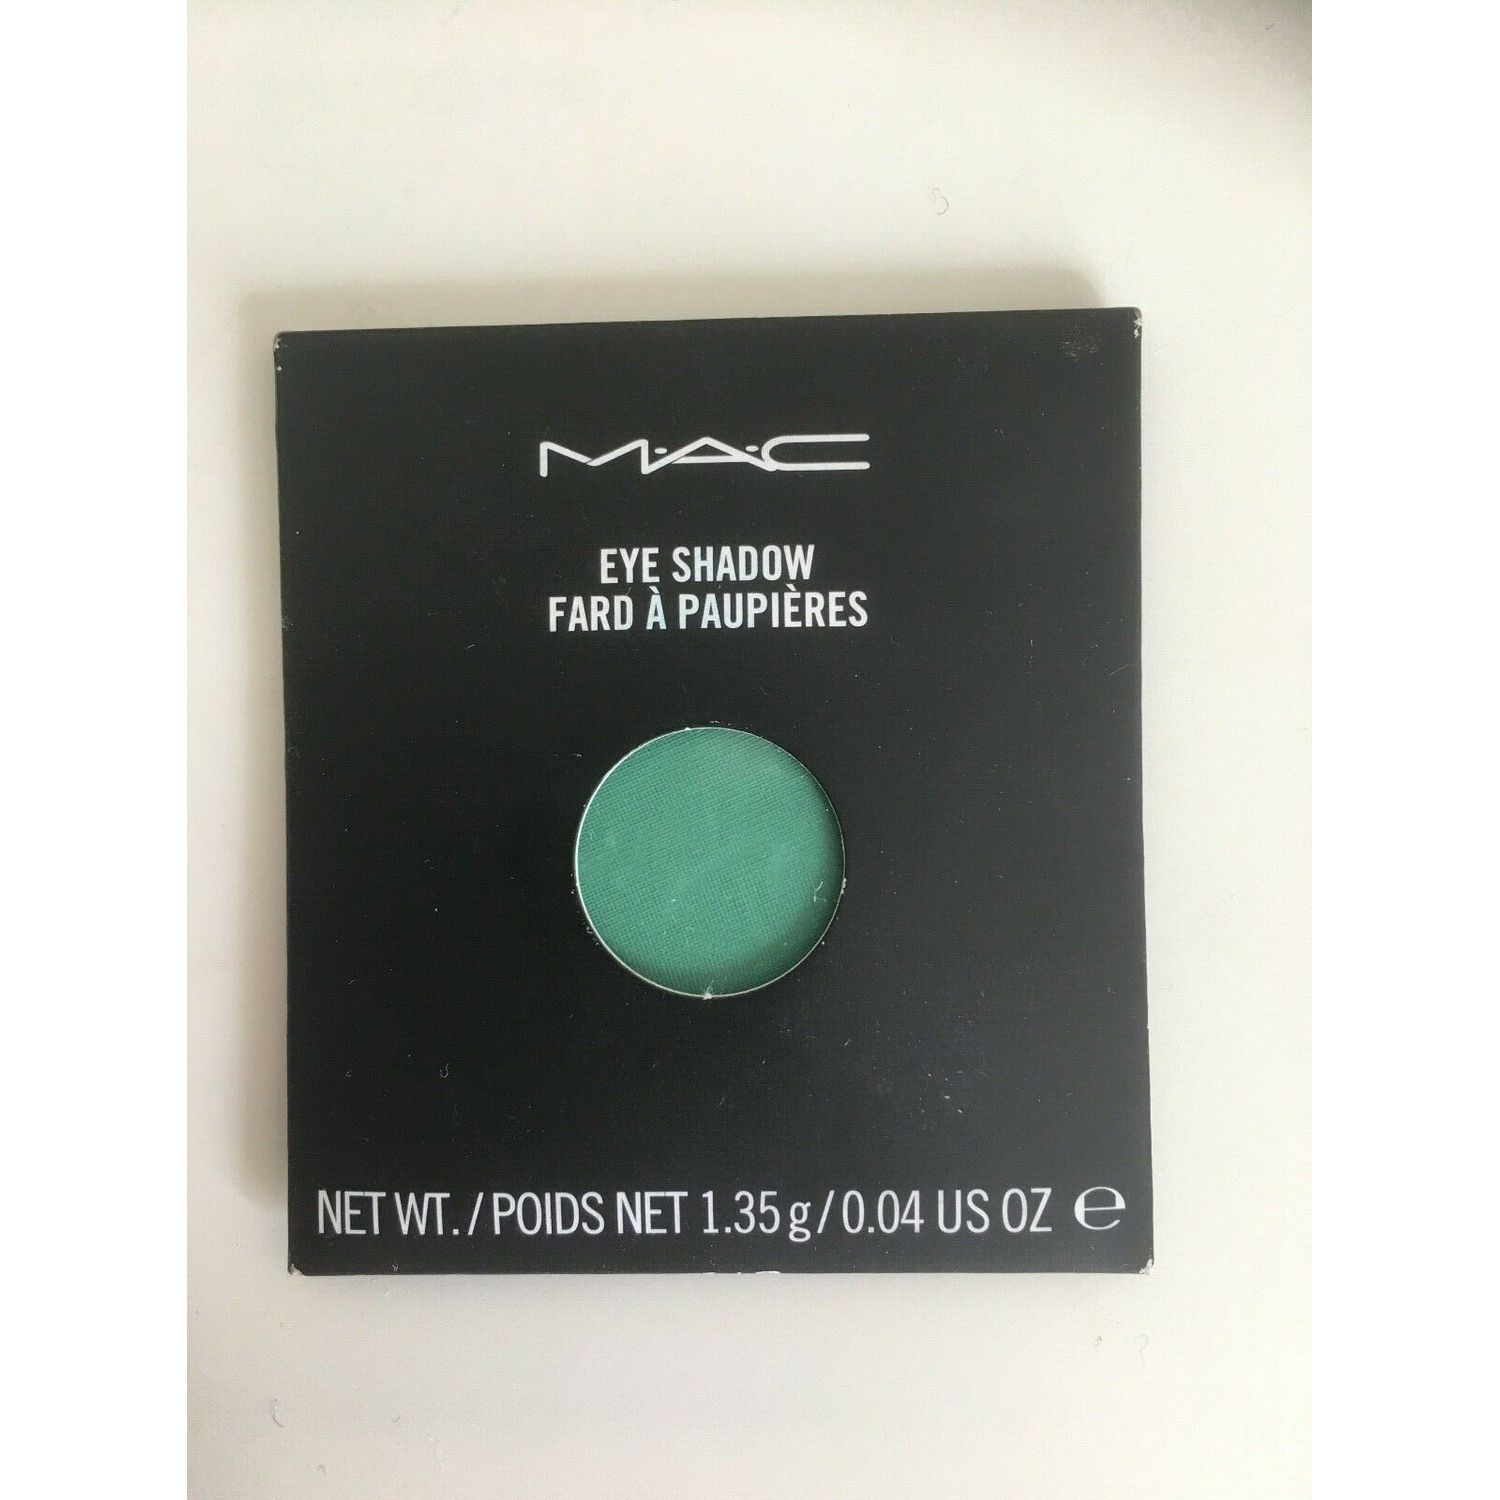 M·A·C
EYE SHADOW
FARD À PAUPIÈRES
NET WT. / POIDS NET 1.35 g / 0.04 US OZ ℮